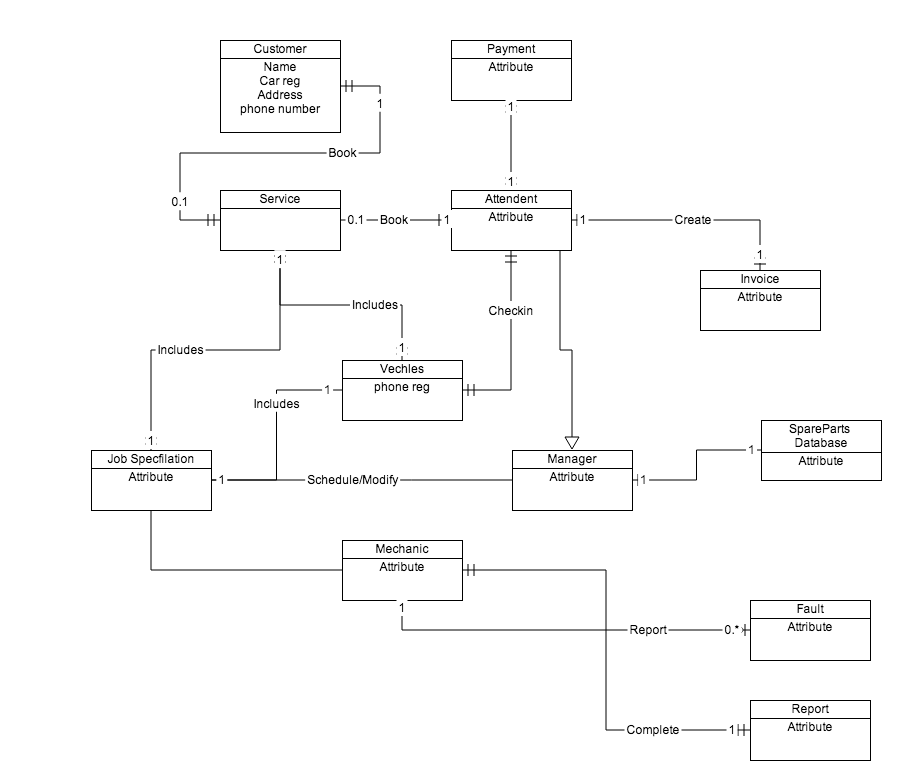 Customer
Name
Car reg
Address
phone number
Payment
Attribute
1
1
Book
1
0.1
1
Service
0.1
Book
1
Attendent
Attribute
1
Create
1
Invoice
Attribute
1
Includes
Checkin
Includes
1
Vechles
phone reg
1
Includes
1
Job Specfilation
Attribute
1
Schedule/Modify
Manager
Attribute
1
1
SpareParts
Database
Attribute
Mechanic
Attribute
1
Report
0.*
Fault
Attribute
Complete
1
Report
Attribute